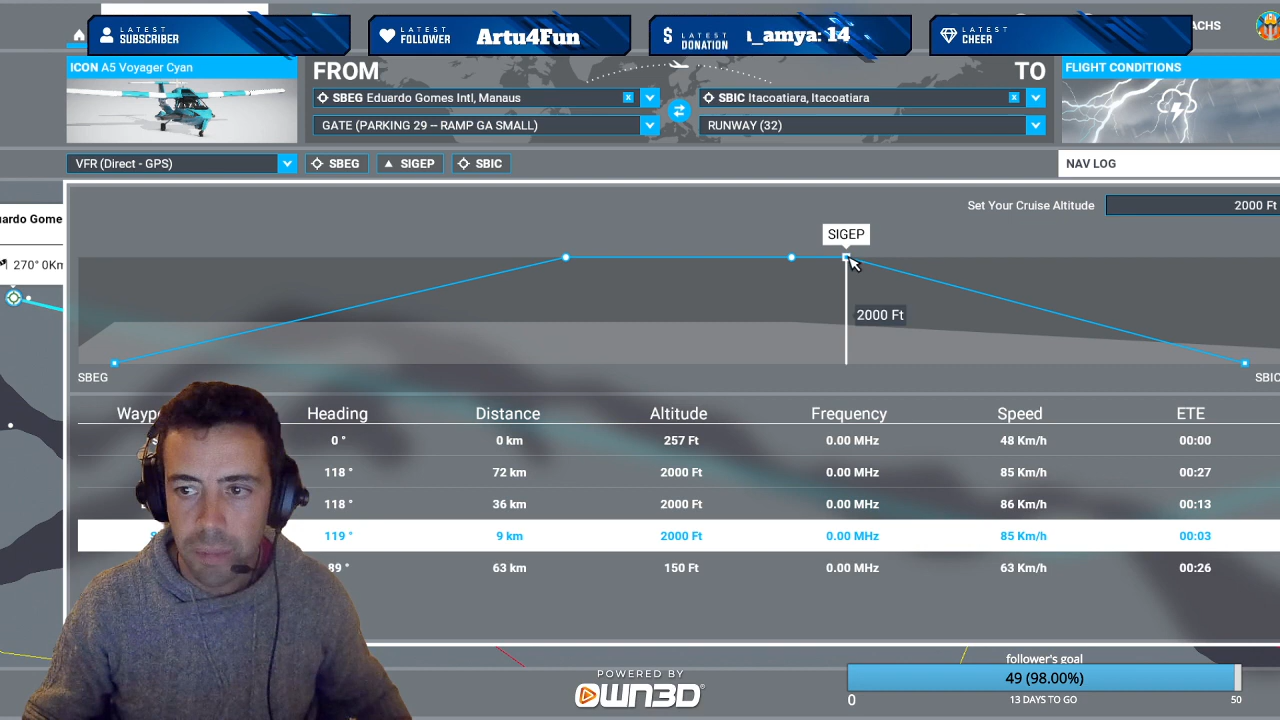 LATEST
SUBSCRIBER
LATEST
FOLLOWER
Artu4Fun
LATEST
DONATION
_amya: 14
LATEST
CHEER
ACHS
ICON A5 Voyager Cyan
FROM
TO
FLIGHT CONDITIONS
SBEG Eduardo Gomes Intl, Manaus
SBIC Itacoatiara, Itacoatiara
GATE (PARKING 29 – RAMP GA SMALL)
RUNWAY (32)
VFR (Direct - GPS)
SBEG
SIGEP
SBIC
NAV LOG
Set Your Cruise Altitude
2000 Ft
uardo Gome
270° 0Km
SIGEP
2000 Ft
SBEG
SBIC
Wayp
Heading
Distance
Altitude
Frequency
Speed
ETE
0 °
0 km
257 Ft
0.00 MHz
48 Km/h
00:00
118 °
72 km
2000 Ft
0.00 MHz
85 Km/h
00:27
118 °
36 km
2000 Ft
0.00 MHz
86 Km/h
00:13
119 °
9 km
2000 Ft
0.00 MHz
85 Km/h
00:03
89 °
63 km
150 Ft
0.00 MHz
63 Km/h
00:26
POWERED BY
OWN3D
follower's goal
49 (98.00%)
0
13 DAYS TO GO
50